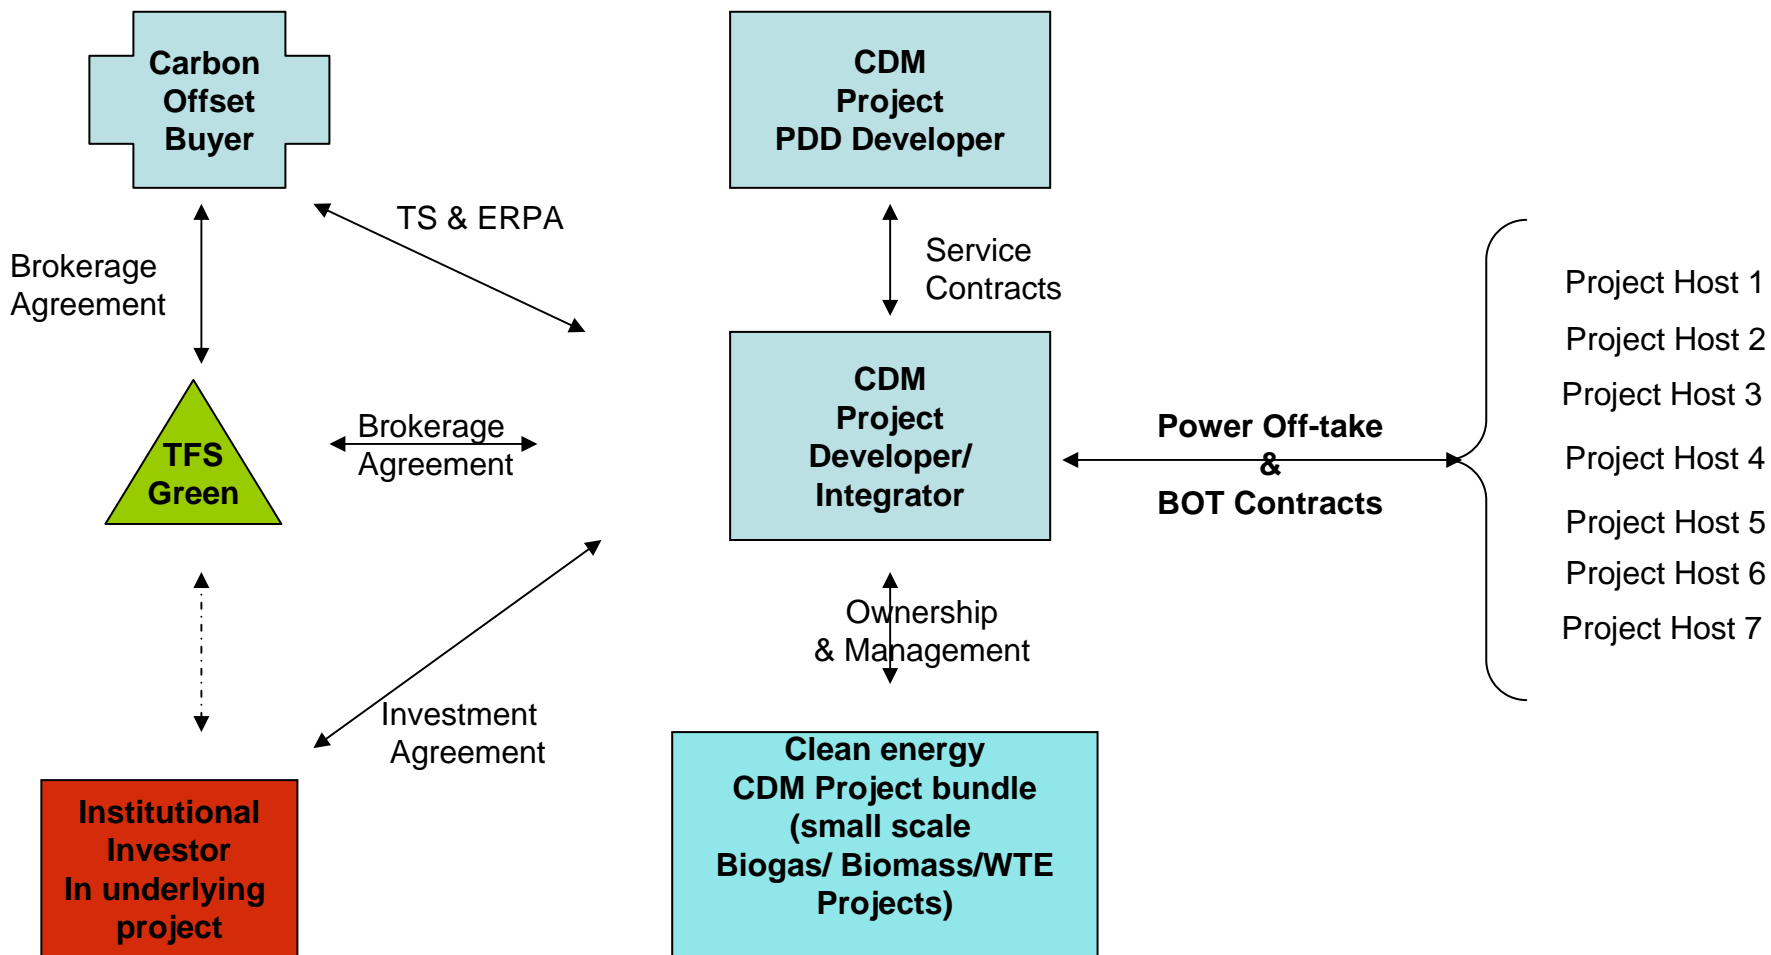 Carbon
Offset
Buyer
CDM
Project
PDD Developer
TS & ERPA
Brokerage
Agreement
Service
Contracts
Project Host 1
Project Host 2
Project Host 3
Project Host 4
Project Host 5
Project Host 6
Project Host 7
TFS
Green
Brokerage
Agreement
CDM
Project
Developer/
Integrator
Power Off-take
&
BOT Contracts
Ownership
& Management
Investment
Agreement
Institutional
Investor
In underlying
project
Clean energy
CDM Project bundle
(small scale
Biogas/ Biomass/WTE
Projects)